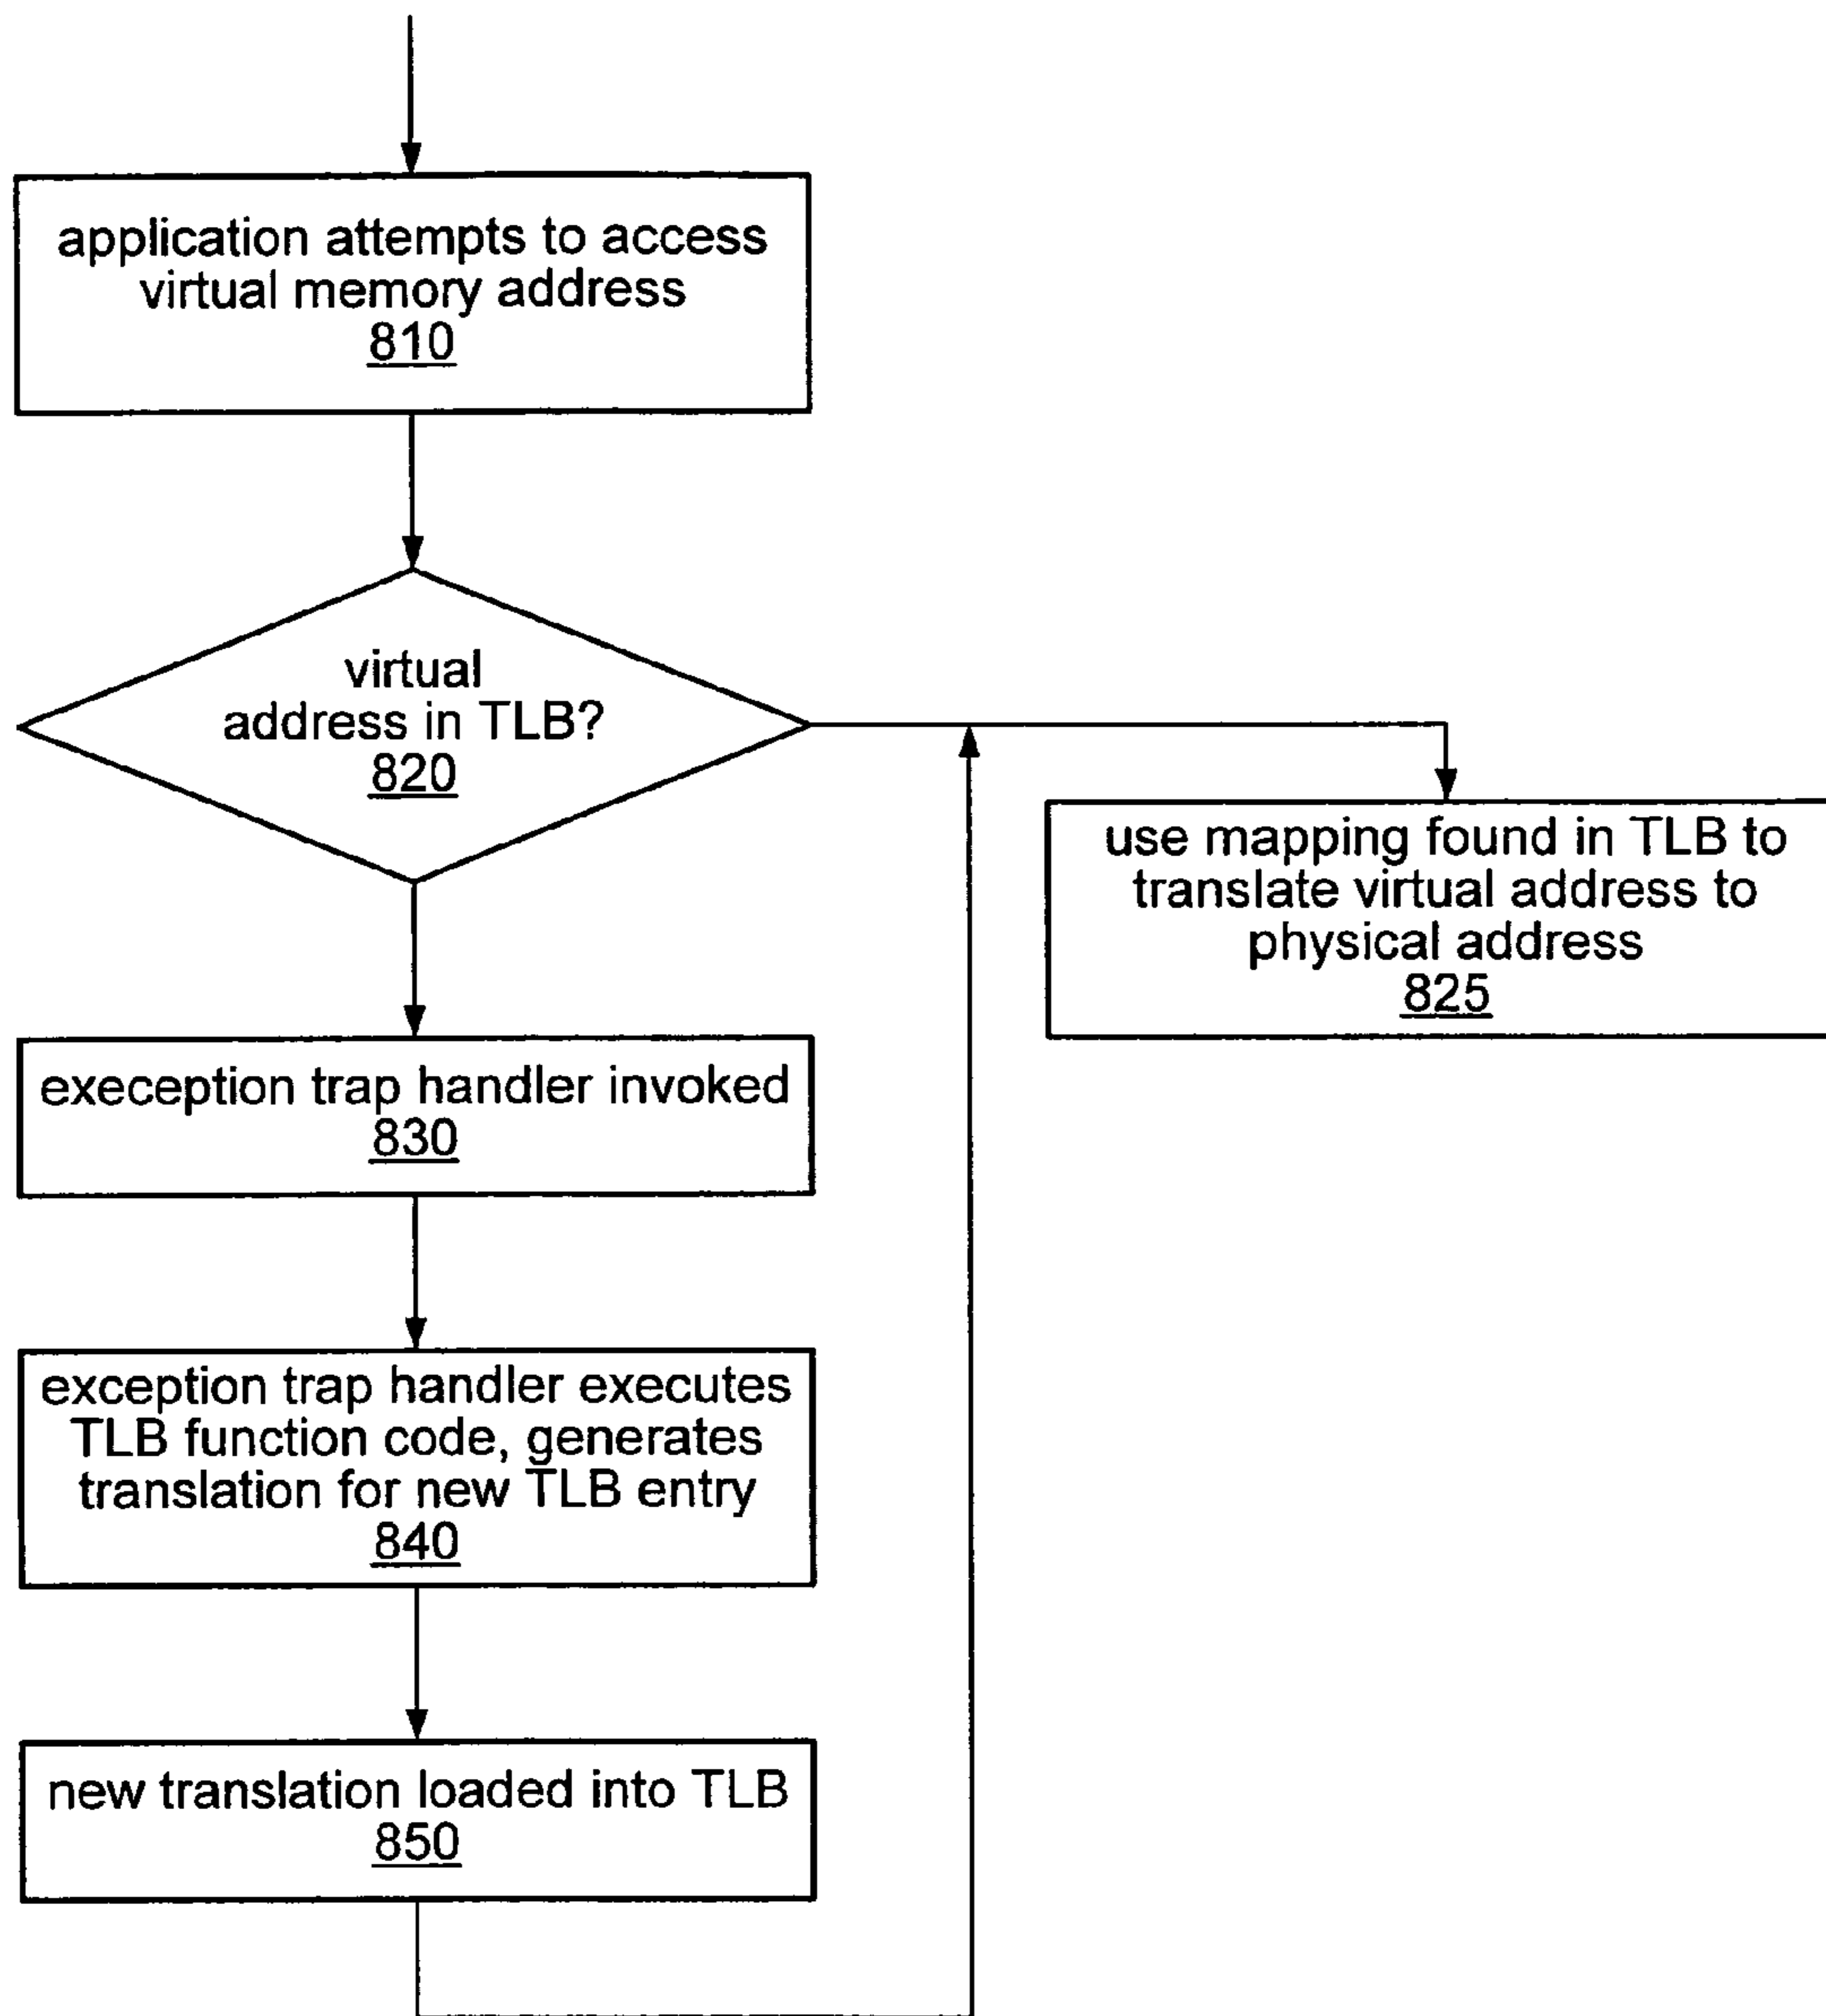 application attempts to access
virtual memory address
810
virtual
address in TLB?
820
use mapping found in TLB to
translate virtual address to
physical address
825
exeception trap handler invoked
830
exception trap handler executes
TLB function code, generates
translation for new TLB entry
840
new translation loaded into TLB
850